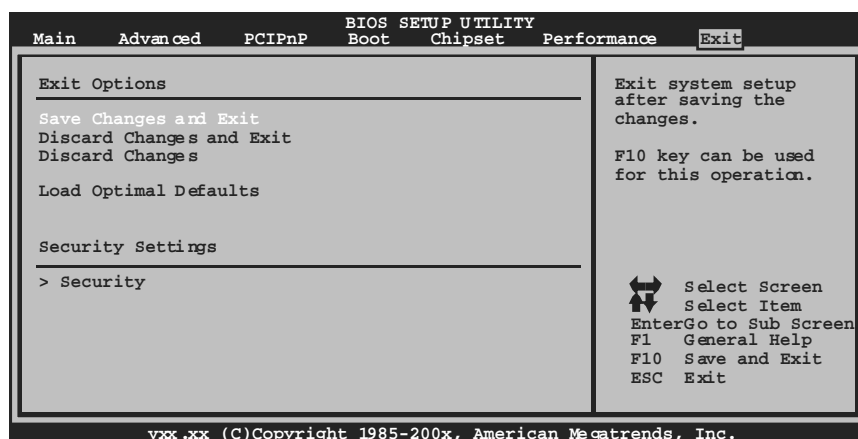 BIOS SETUP UTILITY
Main Advanced PCIPnP Boot Chipset Performance Exit
Exit Options
Save Changes and Exit
Discard Changes and Exit
Discard Changes
Load Optimal Defaults
Security Settings
> Security
Exit system setup
after saving the
changes.
F10 key can be used
for this operation.
Select Screen
Select Item
EnterGo to Sub Screen
F1 General Help
F10 Save and Exit
ESC Exit
vxx.xx (C)Copyright 1985-200x, American Megatrends, Inc.